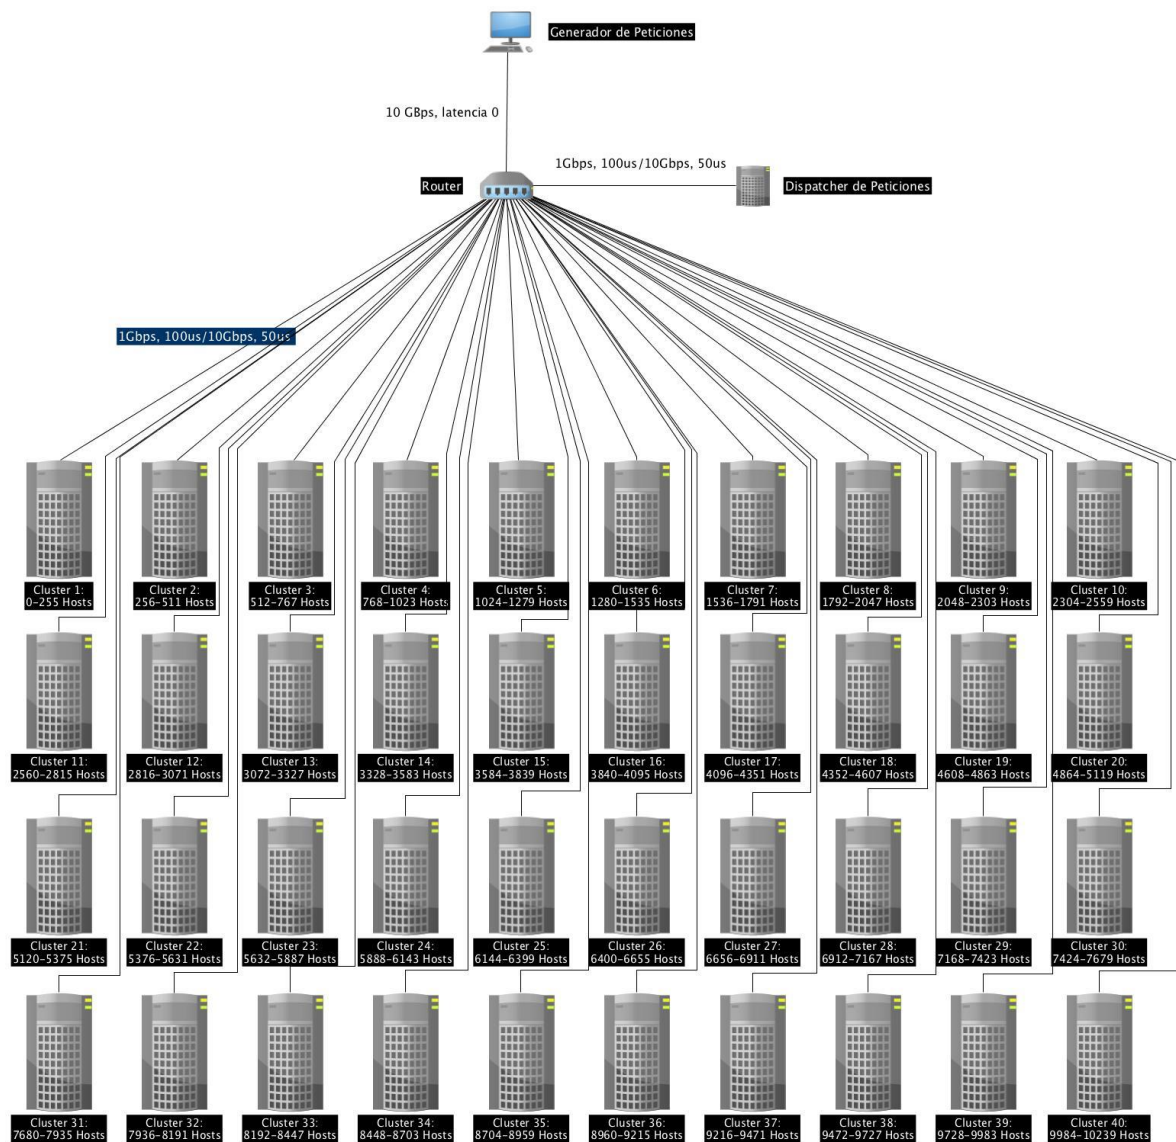 Generador de Peticiones
10 GBps, latencia 0
1Gbps, 100us/10Gbps, 50us
Router
Dispatcher de Peticiones
1Gbps, 100us/10Gbps, 50us
Cluster 1:
0-255 Hosts
Cluster 2:
256-511 Hosts
Cluster 3:
512-767 Hosts
Cluster 4:
768-1023 Hosts
Cluster 5:
1024-1279 Hosts
Cluster 6:
1280-1535 Hosts
Cluster 7:
1536-1791 Hosts
Cluster 8:
1792-2047 Hosts
Cluster 9:
2048-2303 Hosts
Cluster 10:
2304-2559 Hosts
Cluster 11:
2560-2815 Hosts
Cluster 12:
2816-3071 Hosts
Cluster 13:
3072-3327 Hosts
Cluster 14:
3328-3583 Hosts
Cluster 15:
3584-3839 Hosts
Cluster 16:
3840-4095 Hosts
Cluster 17:
4096-4351 Hosts
Cluster 18:
4352-4607 Hosts
Cluster 19:
4608-4863 Hosts
Cluster 20:
4864-5119 Hosts
Cluster 21:
5120-5375 Hosts
Cluster 22:
5376-5631 Hosts
Cluster 23:
5632-5887 Hosts
Cluster 24:
5888-6143 Hosts
Cluster 25:
6144-6399 Hosts
Cluster 26:
6400-6655 Hosts
Cluster 27:
6656-6911 Hosts
Cluster 28:
6912-7167 Hosts
Cluster 29:
7168-7423 Hosts
Cluster 30:
7424-7679 Hosts
Cluster 31:
7680-7935 Hosts
Cluster 32:
7936-8191 Hosts
Cluster 33:
8192-8447 Hosts
Cluster 34:
8448-8703 Hosts
Cluster 35:
8704-8959 Hosts
Cluster 36:
8960-9215 Hosts
Cluster 37:
9216-9471 Hosts
Cluster 38:
9472-9727 Hosts
Cluster 39:
9728-9983 Hosts
Cluster 40:
9984-10239 Hosts